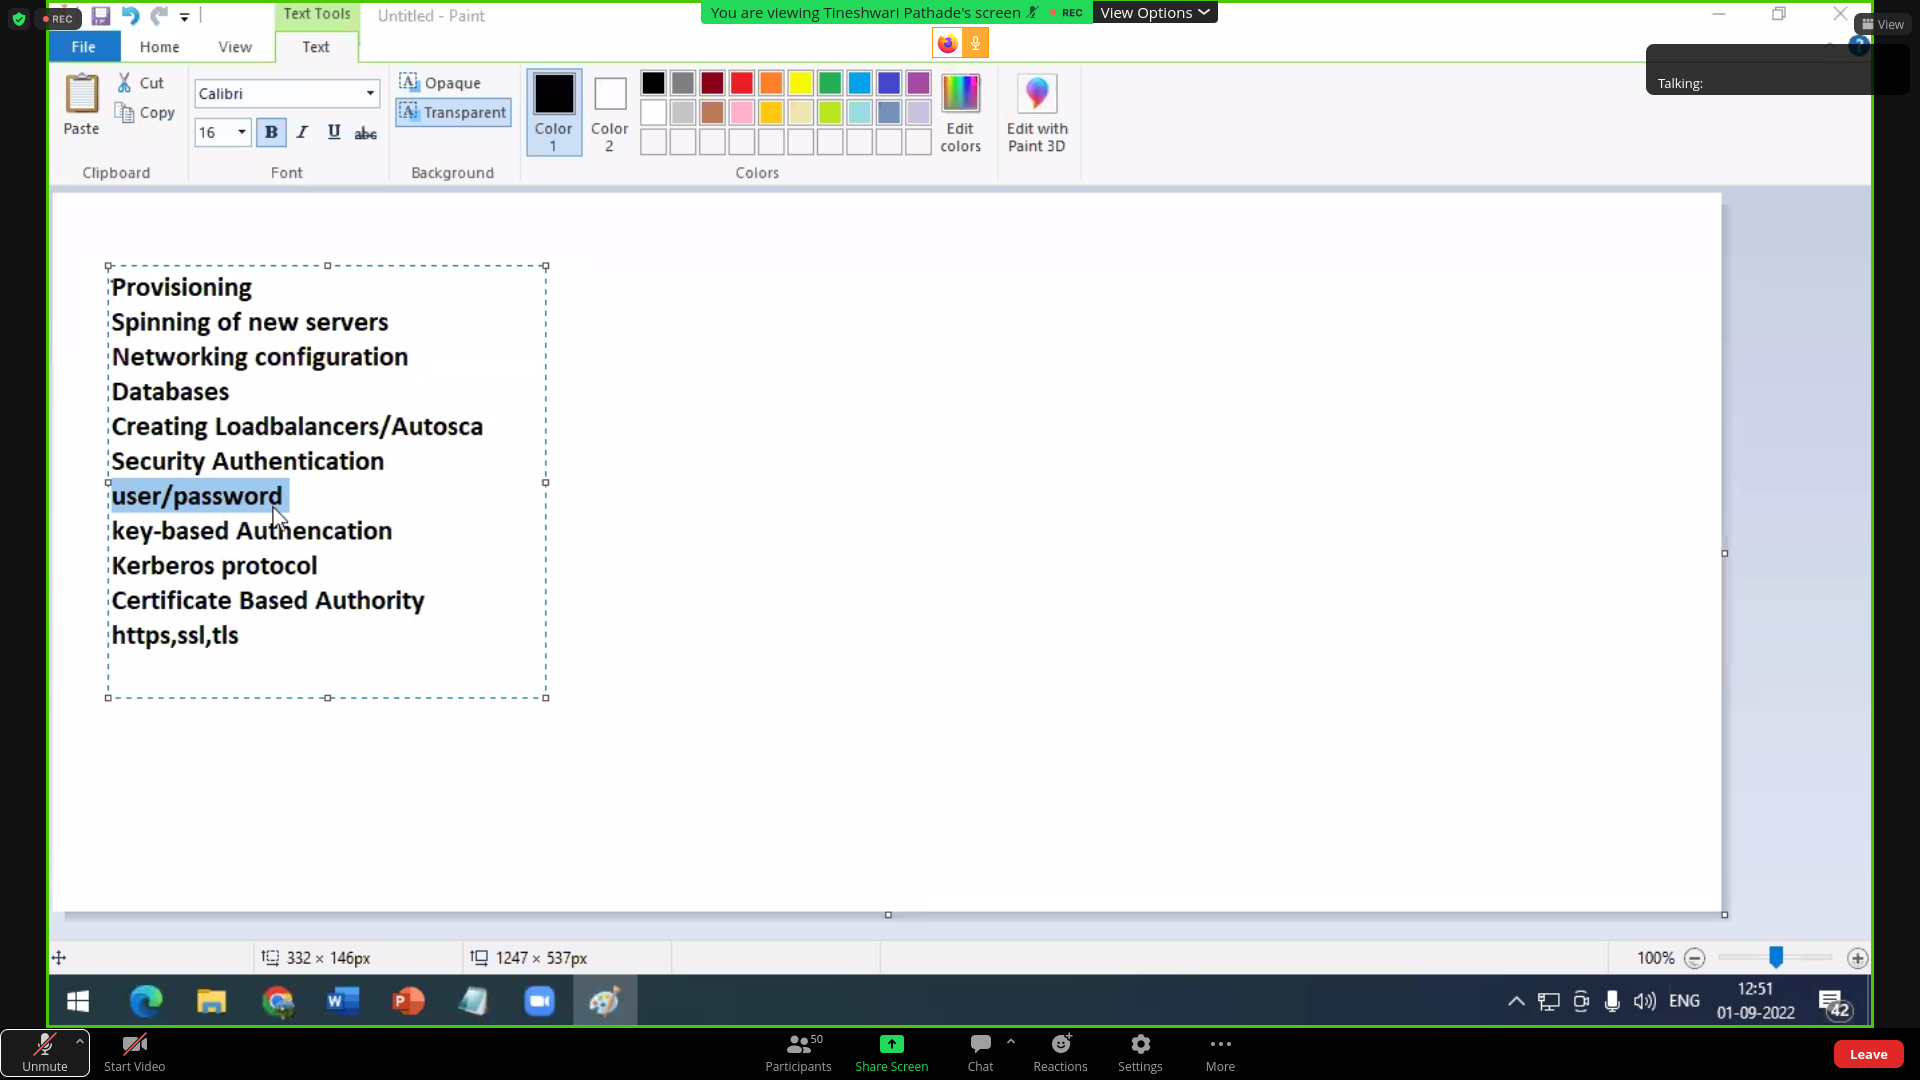 REC
Text Tools
Untitled - Paint
You are viewing Tineshwari Pathade's screen
REC
View Options
View
File
Home
View
Text
Talking:
Paste
Cut
Copy
Calibri
16
B
I
U
abc
Opaque
Transparent
Color
1
Color
2
Edit
colors
Edit with
Paint 3D
Clipboard
Font
Background
Colors
Provisioning
Spinning of new servers
Networking configuration
Databases
Creating Loadbalancers/Autosca
Security Authentication
user/password
key-based Authencation
Kerberos protocol
Certificate Based Authority
https,ssl,tls
332 × 146px
1247 × 537px
100%
ENG
12:51
01-09-2022
42
Unmute
Start Video
50
Participants
Share Screen
Chat
Reactions
Settings
More
Leave